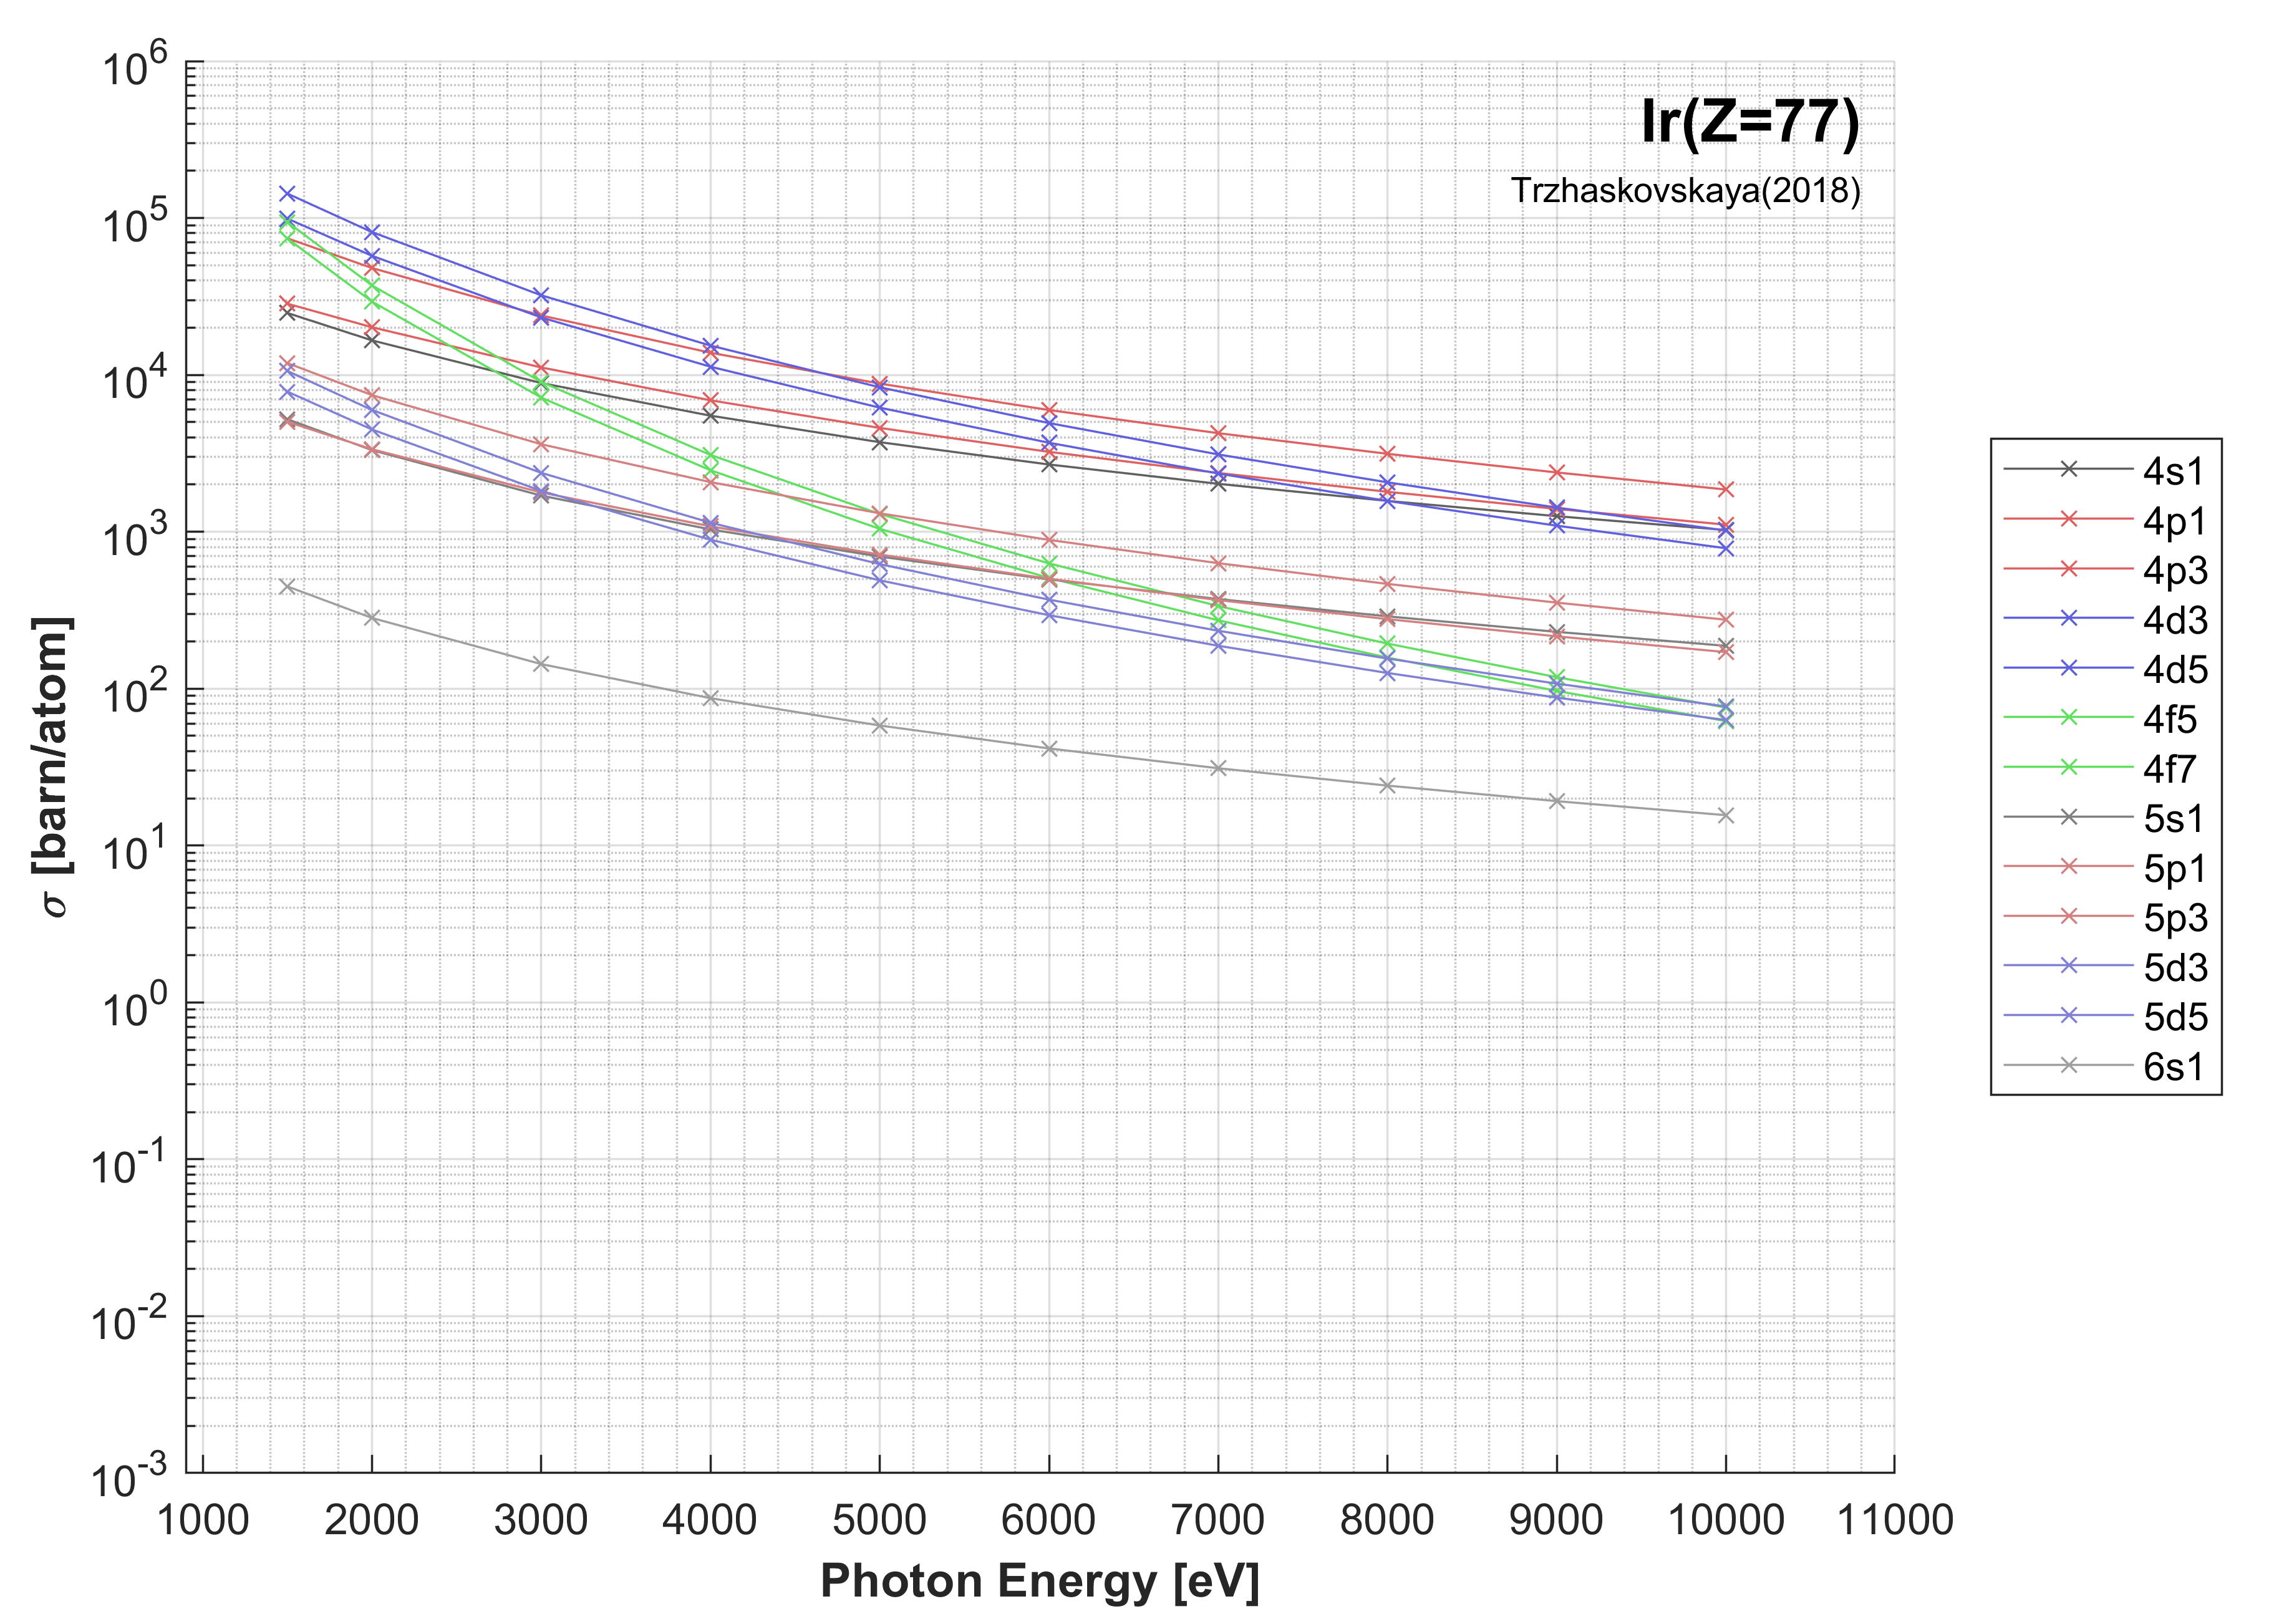 Ir(Z=77)
Trzhaskovskaya(2018)
10^6
10^5
10^4
10^3
10^2
10^1
10^0
10^-1
10^-2
10^-3
σ [barn/atom]
1000 2000 3000 4000 5000 6000 7000 8000 9000 10000 11000
Photon Energy [eV]
4s1
4p1
4p3
4d3
4d5
4f5
4f7
5s1
5p1
5p3
5d3
5d5
6s1